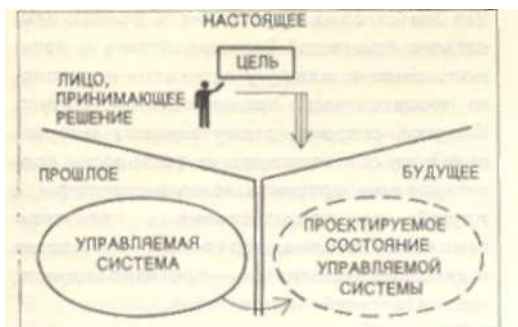 НАСТОЯЩЕЕ
ЦЕЛЬ
ЛИЦО,
ПРИНИМАЮЩЕЕ
РЕШЕНИЕ
ПРОШЛОЕ
БУДУЩЕЕ
УПРАВЛЯЕМАЯ
СИСТЕМА
ПРОЕКТИРУЕМОЕ
СОСТОЯНИЕ
УПРАВЛЯЕМОЙ
СИСТЕМЫ